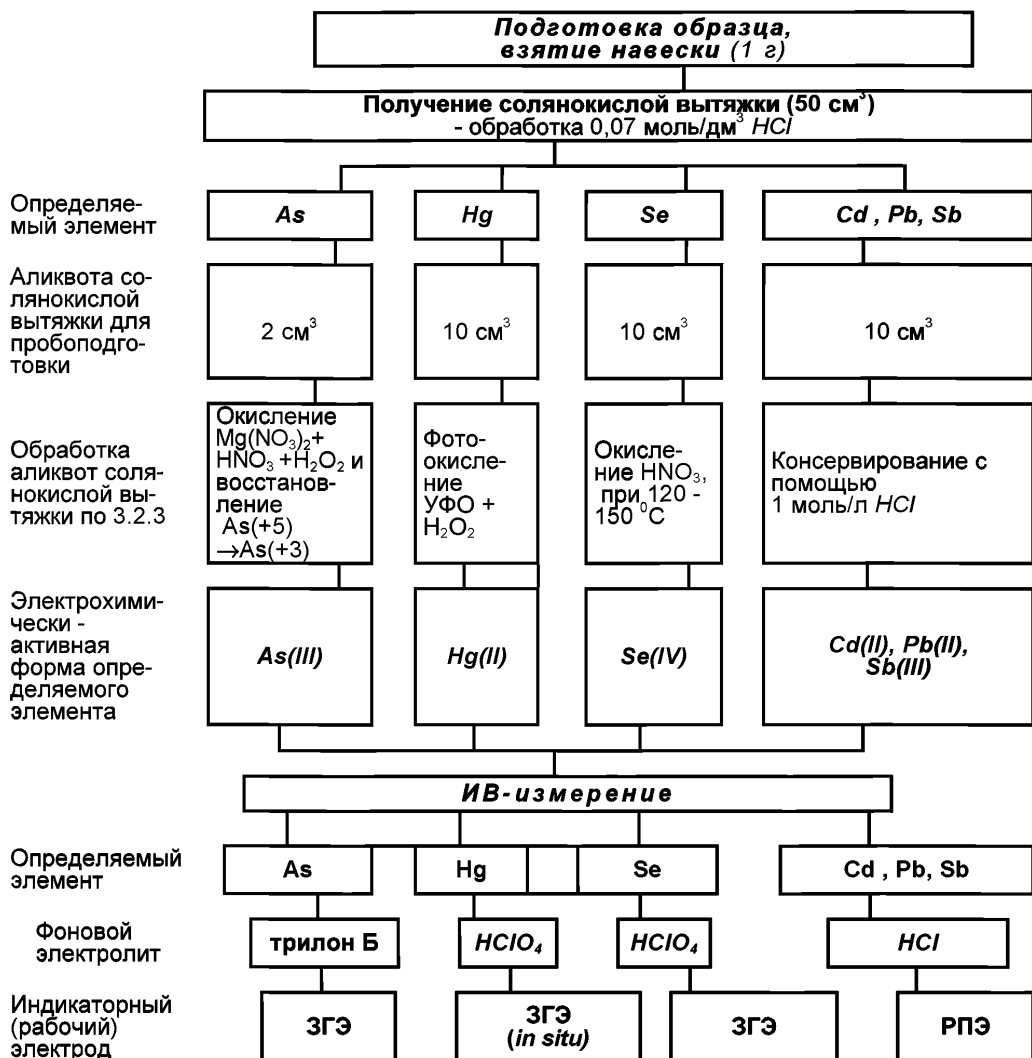 Подготовка образца,
взятие навески (1 г)
Получение солянокислой вытяжки (50 см³)
- обработка 0,07 моль/дм³ HCl
Определяе-
мый элемент
As
Hg
Se
Cd , Pb, Sb
Аликвота со-
лянокислой
вытяжки для
пробоподго-
товки
2 см³
10 см³
10 см³
10 см³
Обработка
аликвот соля-
нокислой вы-
тяжки по 3.2.3
Окисление
Mg(NO₃)₂+
HNO₃ +H₂O₂ и
восстанов-
ление
As(+5)
→As(+3)
Фото-
окисле-
ние
УФО +
H₂O₂
Окисле-
ние HNO₃,
при 120 -
150 ⁰C
Консервирование с
помощью
1 моль/л HCl
Электрохими-
чески -
активная
форма опре-
деляемого
элемента
As(III)
Hg(II)
Se(IV)
Cd(II), Pb(II),
Sb(III)
ИВ-измерение
Определяемый
элемент
As
Hg
Se
Cd , Pb, Sb
Фоновой
электролит
трилон Б
HClO₄
HClO₄
HCl
Индикаторный
(рабочий)
электрод
ЗГЭ
ЗГЭ
(in situ)
ЗГЭ
РПЭ